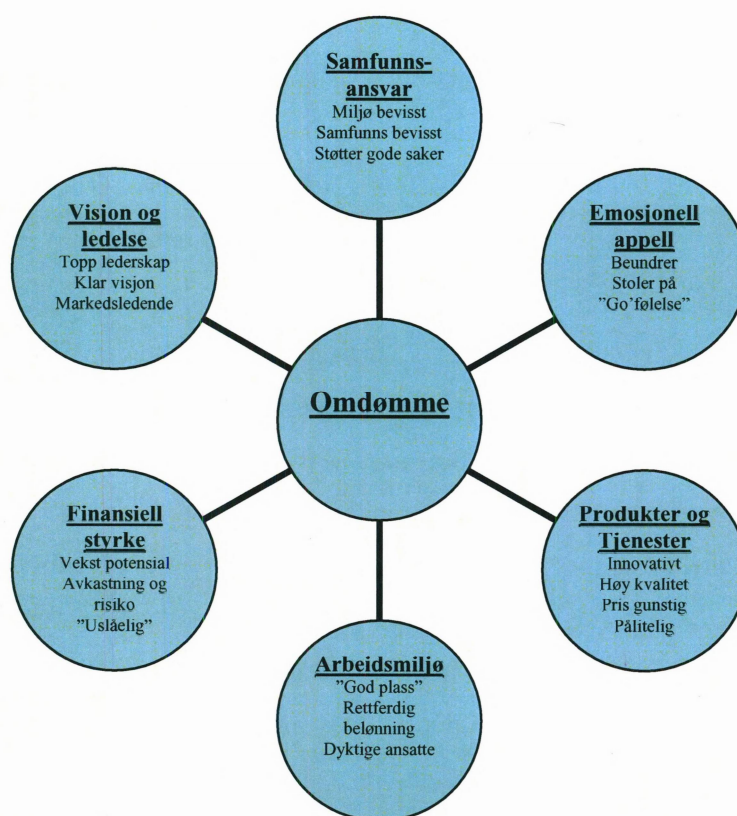 Samfunns-
ansvar
Miljø bevisst
Samfunns bevisst
Støtter gode saker
Visjon og
ledelse
Topp lederskap
Klar visjon
Markedsledende
Emosjonell
appell
Beundrer
Stoler på
”Go’følelse”
Omdømme
Finansiell
styrke
Vekst potensial
Avkastning og
risiko
”Uslåelig”
Produkter og
Tjenester
Innovativt
Høy kvalitet
Pris gunstig
Pålitelig
Arbeidsmiljø
”God plass”
Rettferdig
belønning
Dyktige ansatte